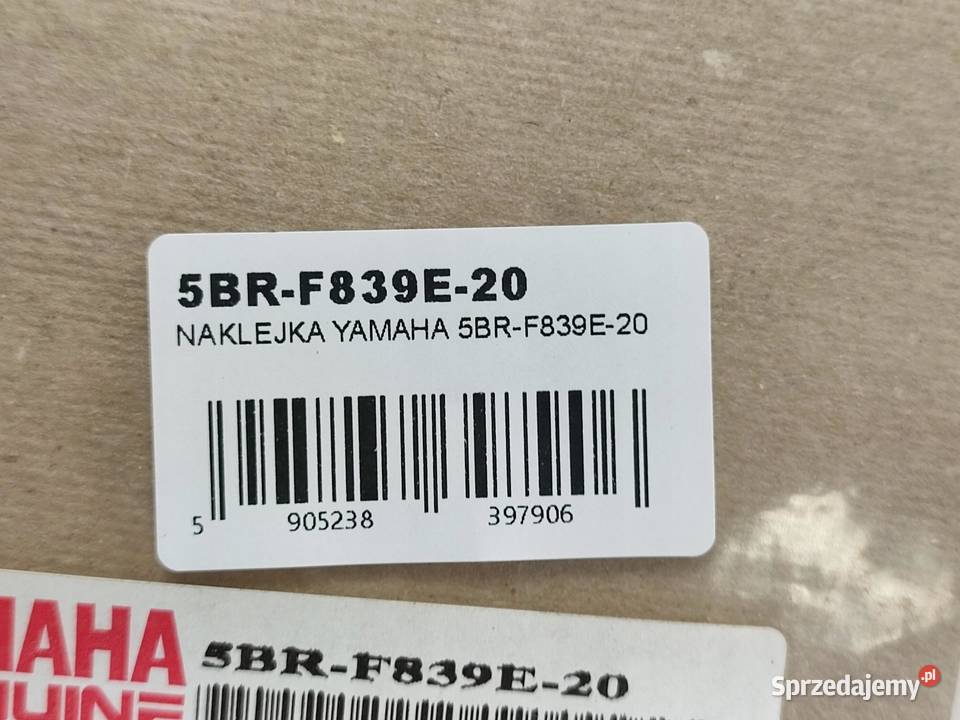 5BR-F839E-20
NAKLEJKA YAMAHA 5BR-F839E-20
5 905238 397906
5BR-F839E-20
Sprzedajemy.pl